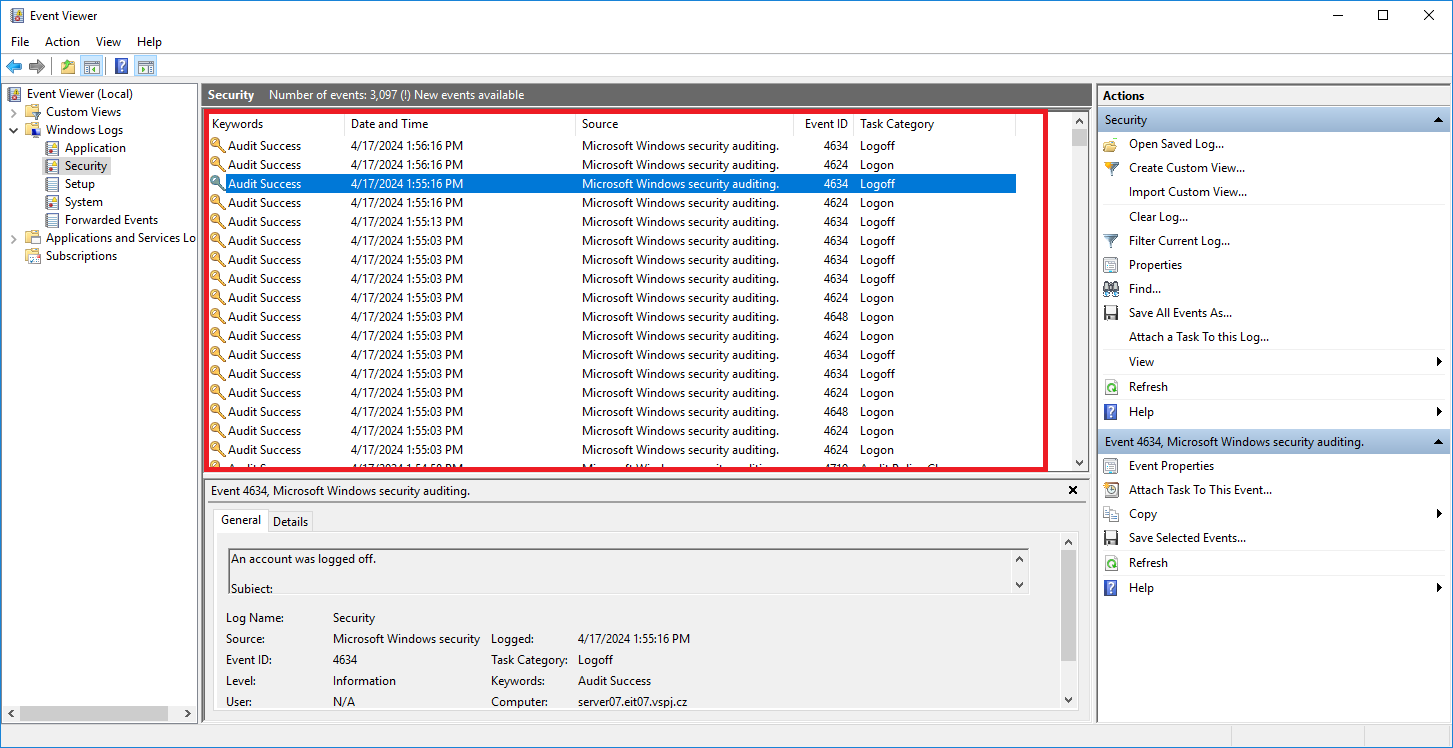 Event Viewer
File Action View Help
Event Viewer (Local)
Custom Views
Windows Logs
Application
Security
Setup
System
Forwarded Events
Applications and Services Lo
Subscriptions
Security Number of events: 3,097 (!) New events available
Keywords Date and Time Source Event ID Task Category
Audit Success 4/17/2024 1:56:16 PM Microsoft Windows security auditing. 4634 Logoff
Audit Success 4/17/2024 1:56:16 PM Microsoft Windows security auditing. 4624 Logon
Audit Success 4/17/2024 1:55:16 PM Microsoft Windows security auditing. 4634 Logoff
Audit Success 4/17/2024 1:55:16 PM Microsoft Windows security auditing. 4624 Logon
Audit Success 4/17/2024 1:55:13 PM Microsoft Windows security auditing. 4634 Logoff
Audit Success 4/17/2024 1:55:03 PM Microsoft Windows security auditing. 4634 Logoff
Audit Success 4/17/2024 1:55:03 PM Microsoft Windows security auditing. 4634 Logoff
Audit Success 4/17/2024 1:55:03 PM Microsoft Windows security auditing. 4634 Logoff
Audit Success 4/17/2024 1:55:03 PM Microsoft Windows security auditing. 4624 Logon
Audit Success 4/17/2024 1:55:03 PM Microsoft Windows security auditing. 4648 Logon
Audit Success 4/17/2024 1:55:03 PM Microsoft Windows security auditing. 4624 Logon
Audit Success 4/17/2024 1:55:03 PM Microsoft Windows security auditing. 4634 Logoff
Audit Success 4/17/2024 1:55:03 PM Microsoft Windows security auditing. 4634 Logoff
Audit Success 4/17/2024 1:55:03 PM Microsoft Windows security auditing. 4624 Logon
Audit Success 4/17/2024 1:55:03 PM Microsoft Windows security auditing. 4648 Logon
Audit Success 4/17/2024 1:55:03 PM Microsoft Windows security auditing. 4624 Logon
Audit Success 4/17/2024 1:55:03 PM Microsoft Windows security auditing. 4624 Logon
Event 4634, Microsoft Windows security auditing.
General Details
An account was logged off.
Subject:
Log Name: Security
Source: Microsoft Windows security Logged: 4/17/2024 1:55:16 PM
Event ID: 4634 Task Category: Logoff
Level: Information Keywords: Audit Success
User: N/A Computer: server07.eit07.vspj.cz
Actions
Security
Open Saved Log...
Create Custom View...
Import Custom View...
Clear Log...
Filter Current Log...
Properties
Find...
Save All Events As...
Attach a Task To this Log...
View
Refresh
Help
Event 4634, Microsoft Windows security auditing.
Event Properties
Attach Task To This Event...
Copy
Save Selected Events...
Refresh
Help